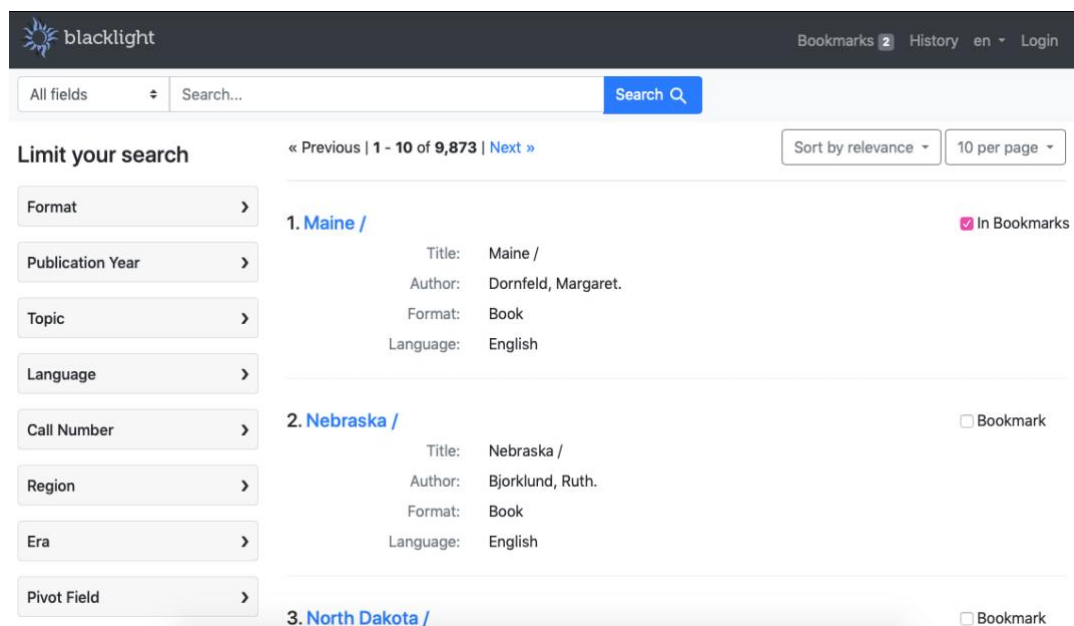 blacklight
Bookmarks 2 History en Login
All fields Search... Search
Limit your search
Format
Publication Year
Topic
Language
Call Number
Region
Era
Pivot Field
« Previous | 1 - 10 of 9,873 | Next »
Sort by relevance 10 per page
1. Maine /
In Bookmarks
Title: Maine /
Author: Dornfeld, Margaret.
Format: Book
Language: English
2. Nebraska /
Bookmark
Title: Nebraska /
Author: Bjorklund, Ruth.
Format: Book
Language: English
3. North Dakota /
Bookmark